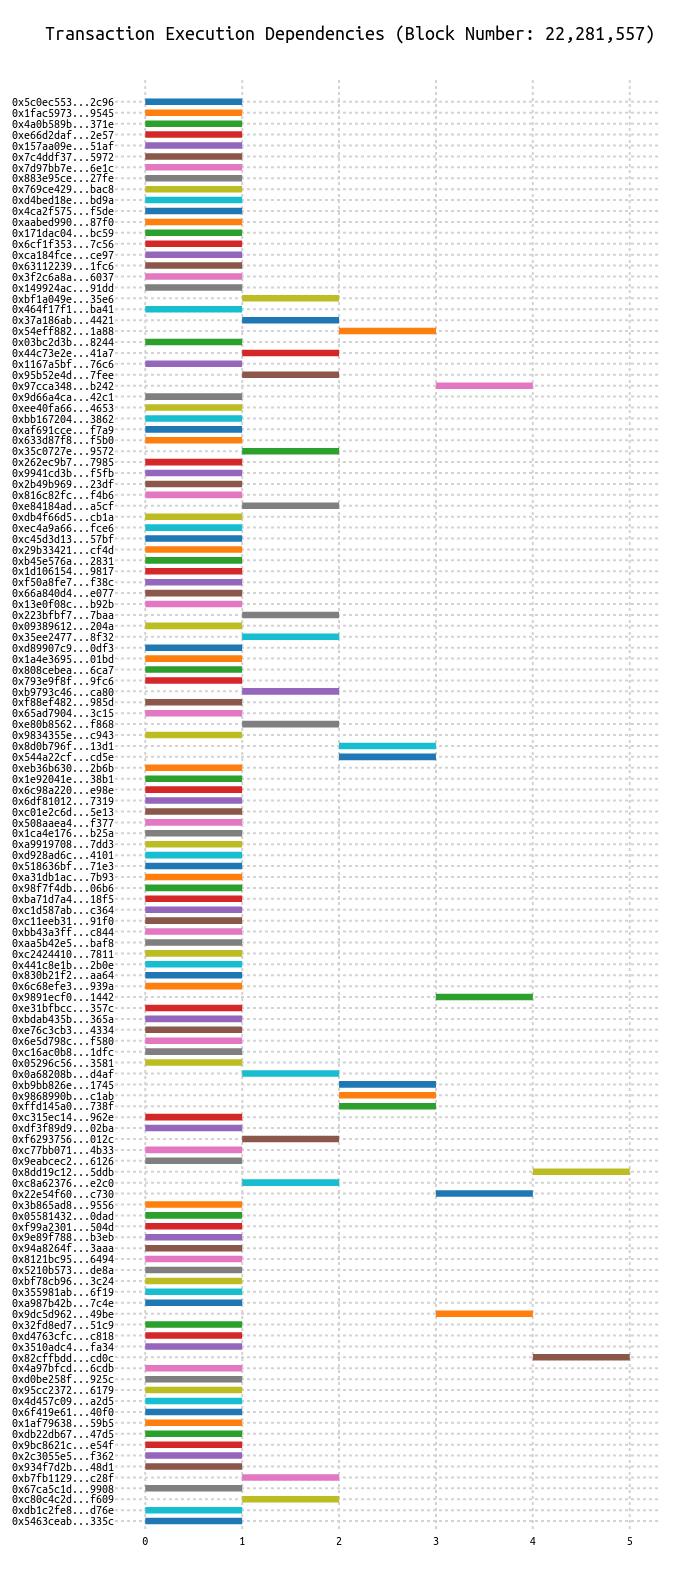 Transaction Execution Dependencies (Block Number: 22,281,557)
0x5c0ec553...2c96
0x1fac5973...9545
0x4a0b589b...371e
0xe66d2daf...2e57
0x157aa09e...51af
0x7c4ddf37...5972
0x7d97bb7e...6e1c
0x883e95ce...27fe
0x769ce429...bac8
0xd4bed18e...bd9a
0x4ca2f575...f5de
0xaabed990...87f0
0x171dac04...bc59
0x6cf1f353...7c56
0xca184fce...ce97
0x63112239...1fc6
0x3f2c6a8a...6037
0x149924ac...91dd
0xbf1a049e...35e6
0x464f17f1...ba41
0x37a186ab...4421
0x54eff882...1a88
0x03bc2d3b...8244
0x44c73e2e...41a7
0x1167a5bf...76c6
0x95b52e4d...7fee
0x97cca348...b242
0x9d66a4ca...42c1
0xee40fa66...4653
0xbb167204...3862
0xaf691cce...f7a9
0x633d87f8...f5b0
0x35c0727e...9572
0x262ec9b7...7985
0x9941cd3b...f5fb
0x2b49b969...23df
0x816c82fc...f4b6
0xe84184ad...a5cf
0xdb4f66d5...cb1a
0xec4a9a66...fce6
0xc45d3d13...57bf
0x29b33421...cf4d
0xb45e576a...2831
0x1d106154...9817
0xf50a8fe7...f38c
0x66a840d4...e077
0x13e0f08c...b92b
0x223bfbf7...7baa
0x09389612...204a
0x35ee2477...8f32
0xd89907c9...0df3
0x1a4e3695...01bd
0x808cebea...6ca7
0x793e9f8f...9fc6
0xb9793c46...ca80
0xf88ef482...985d
0x65ad7904...3c15
0xe80b8562...f868
0x9834355e...c943
0x8d0b796f...13d1
0x544a22cf...cd5e
0xeb36b630...2b6b
0x1e92041e...38b1
0x6c98a220...e98e
0x6df81012...7319
0xc01e2c6d...5e13
0x508aaea4...f377
0x1ca4e176...b25a
0xa9919708...7dd3
0xd928ad6c...4101
0x518636bf...71e3
0xa31db1ac...7b93
0x98f7f4db...06b6
0xba71d7a4...18f5
0xc1d587ab...c364
0xc11eeb31...91f0
0xbb43a3ff...c844
0xaa5b42e5...baf8
0xc2424410...7811
0x441c8e1b...2b0e
0x830b21f2...aa64
0x6c68efe3...939a
0x9891ecf0...1442
0xe31bfbcc...357c
0xbdab435b...365a
0xe76c3cb3...4334
0x6e5d798c...f580
0xc16ac0b8...1dfc
0x05296c56...3581
0x0a68208b...d4af
0xb9bb826e...1745
0x9868990b...c1ab
0xffd145a0...738f
0xc315ec14...962e
0xdf3f89d9...02ba
0xf6293756...012c
0xc77bb071...4b33
0x9eabcec2...6126
0x8dd19c12...5ddb
0xc8a62376...e2c0
0x22e54f60...c730
0x3b865ad8...9556
0x05581432...0dad
0xf99a2301...504d
0x9e89f788...b3eb
0x94a8264f...3aaa
0x8121bc95...6494
0x5210b573...de8a
0xbf78cb96...3c24
0x355981ab...6f19
0xa987b42b...7c4e
0x9dc5d962...49be
0x32fd8ed7...51c9
0xd4763cfc...c818
0x3510adc4...fa34
0x82cffbdd...cd0c
0x4a97bfcd...6cdb
0xd0be258f...925c
0x95cc2372...6179
0x4d457c09...a2d5
0x6f419e61...40f0
0x1af79638...59b5
0xdb22db67...47d5
0x9bc8621c...e54f
0x2c3055e5...f362
0x934f7d2b...48d1
0xb7fb1129...c28f
0x67ca5c1d...9908
0xc80c4c2d...f609
0xdb1c2fe8...d76e
0x5463ceab...335c
0 1 2 3 4 5